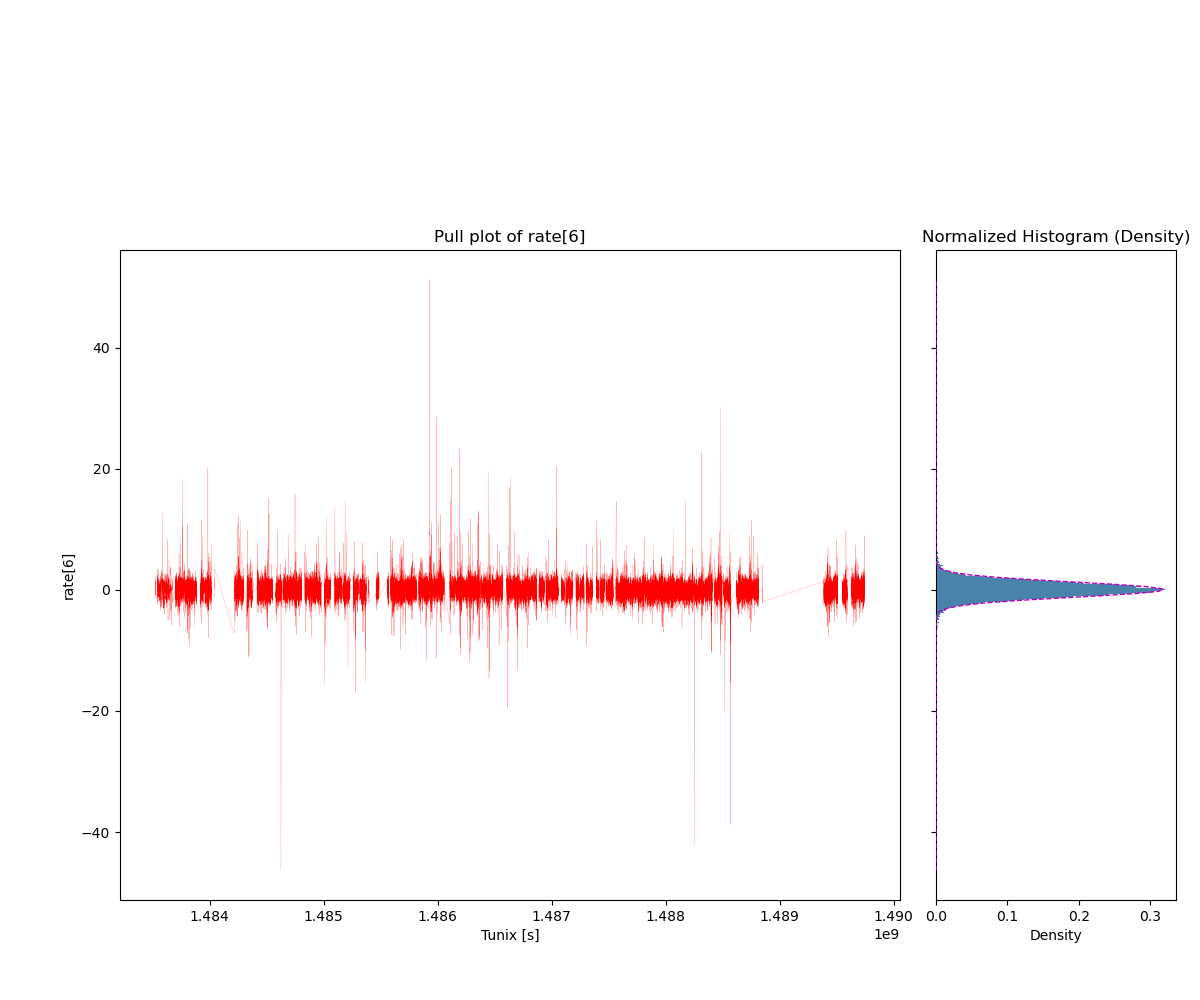 Pull plot of rate[6]
Normalized Histogram (Density)
40
20
0
−20
−40
rate[6]
1.484 1.485 1.486 1.487 1.488 1.489 1.490
1e9
Tunix [s]
0.0 0.1 0.2 0.3
Density